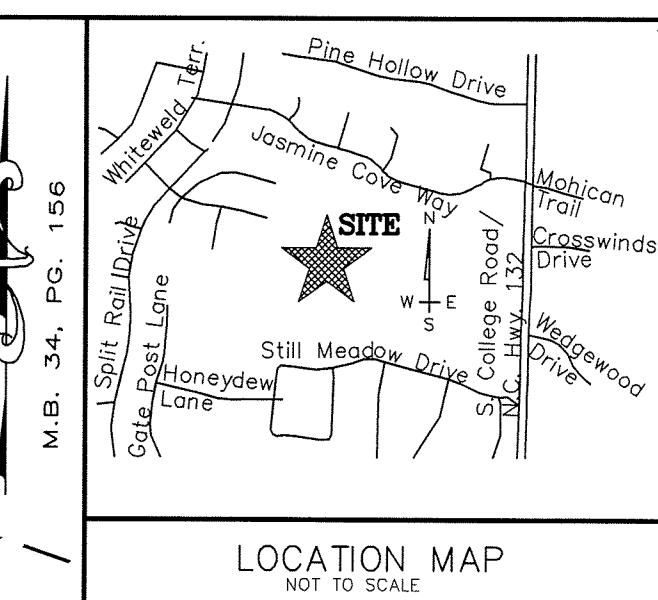 M.B. 34, PG. 156
Pine Hollow Drive
Whiteweld Terr.
Jasmine Cove Way
Mohican
Trail
SITE
N
W E
S
Crosswinds
Drive
S. College Road/
N.C. Hwy. 132
Split Rail Drive
Gate Post Lane
Honeydew
Lane
Still Meadow Drive
Wedgewood
Drive
LOCATION MAP
NOT TO SCALE